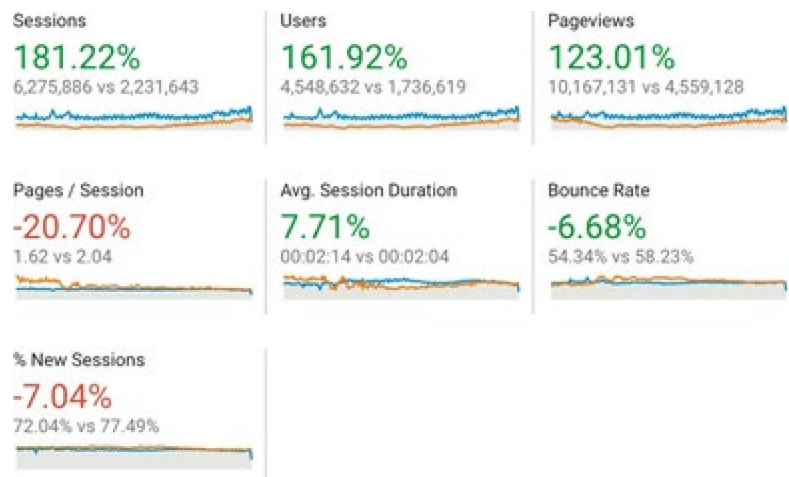 Sessions
181.22%
6,275,886 vs 2,231,643
Users
161.92%
4,548,632 vs 1,736,619
Pageviews
123.01%
10,167,131 vs 4,559,128
Pages / Session
-20.70%
1.62 vs 2.04
Avg. Session Duration
7.71%
00:02:14 vs 00:02:04
Bounce Rate
-6.68%
54.34% vs 58.23%
% New Sessions
-7.04%
72.04% vs 77.49%